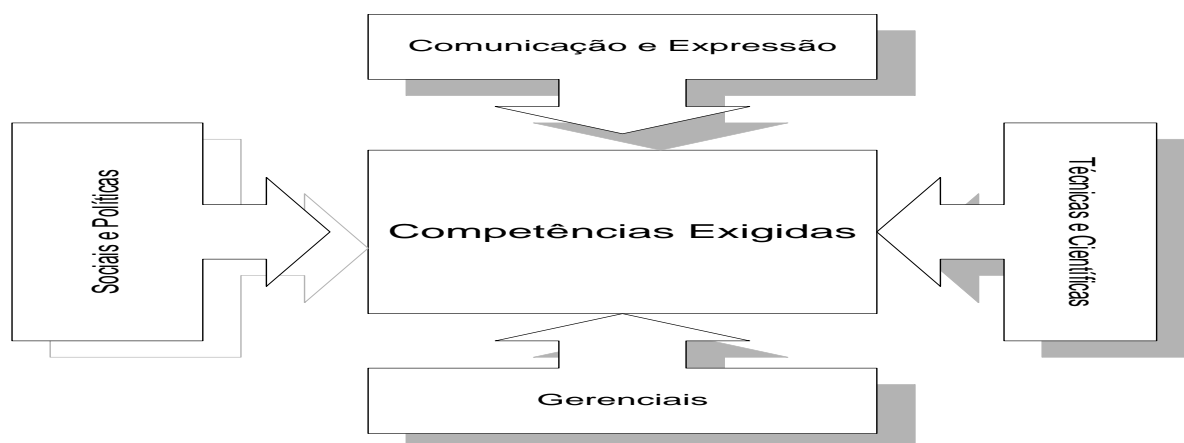 Comunicação e Expressão
Sociais e Políticas
Competências Exigidas
Técnicas e Científicas
Gerenciais